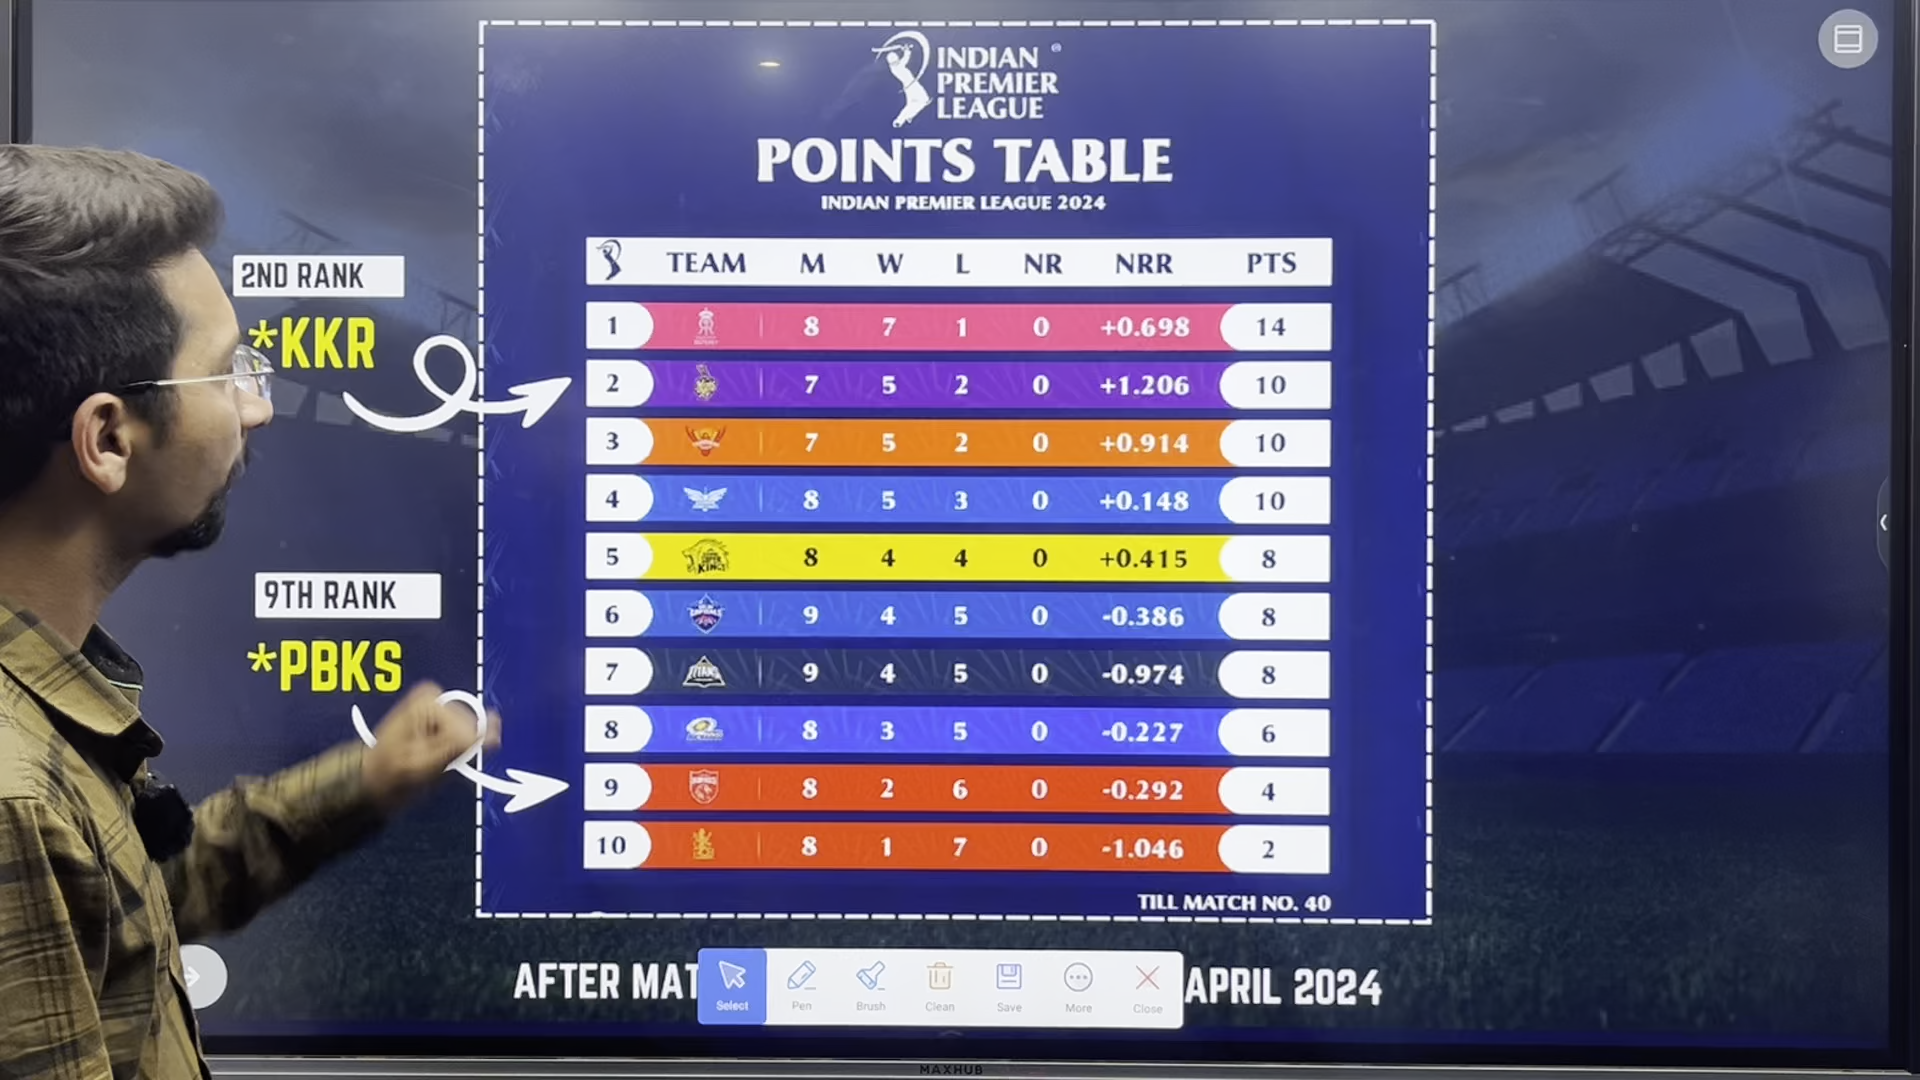 INDIAN
PREMIER
LEAGUE
POINTS TABLE
INDIAN PREMIER LEAGUE 2024
TEAM M W L NR NRR PTS
1 8 7 1 0 +0.698 14
2 7 5 2 0 +1.206 10
3 7 5 2 0 +0.914 10
4 8 5 3 0 +0.148 10
5 8 4 4 0 +0.415 8
6 9 4 5 0 -0.386 8
7 TITANS 9 4 5 0 -0.974 8
8 8 3 5 0 -0.227 6
9 8 2 6 0 -0.292 4
10 8 1 7 0 -1.046 2
TILL MATCH NO. 40
2ND RANK
*KKR
9TH RANK
*PBKS
AFTER MAT APRIL 2024
Select Pen Brush Clean Save More Close
MAXHUB